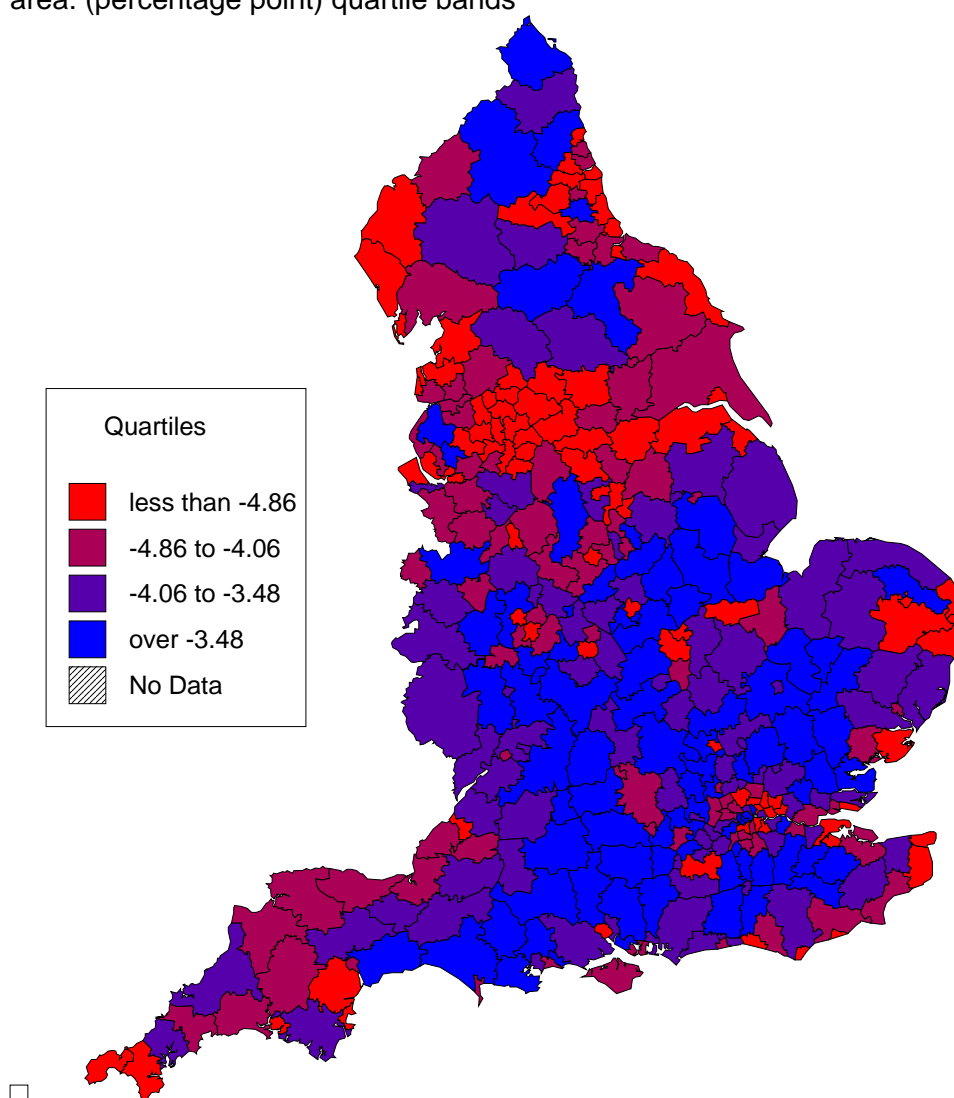 area: (percentage point) quartile bands
Quartiles
less than -4.86
-4.86 to -4.06
-4.06 to -3.48
over -3.48
No Data